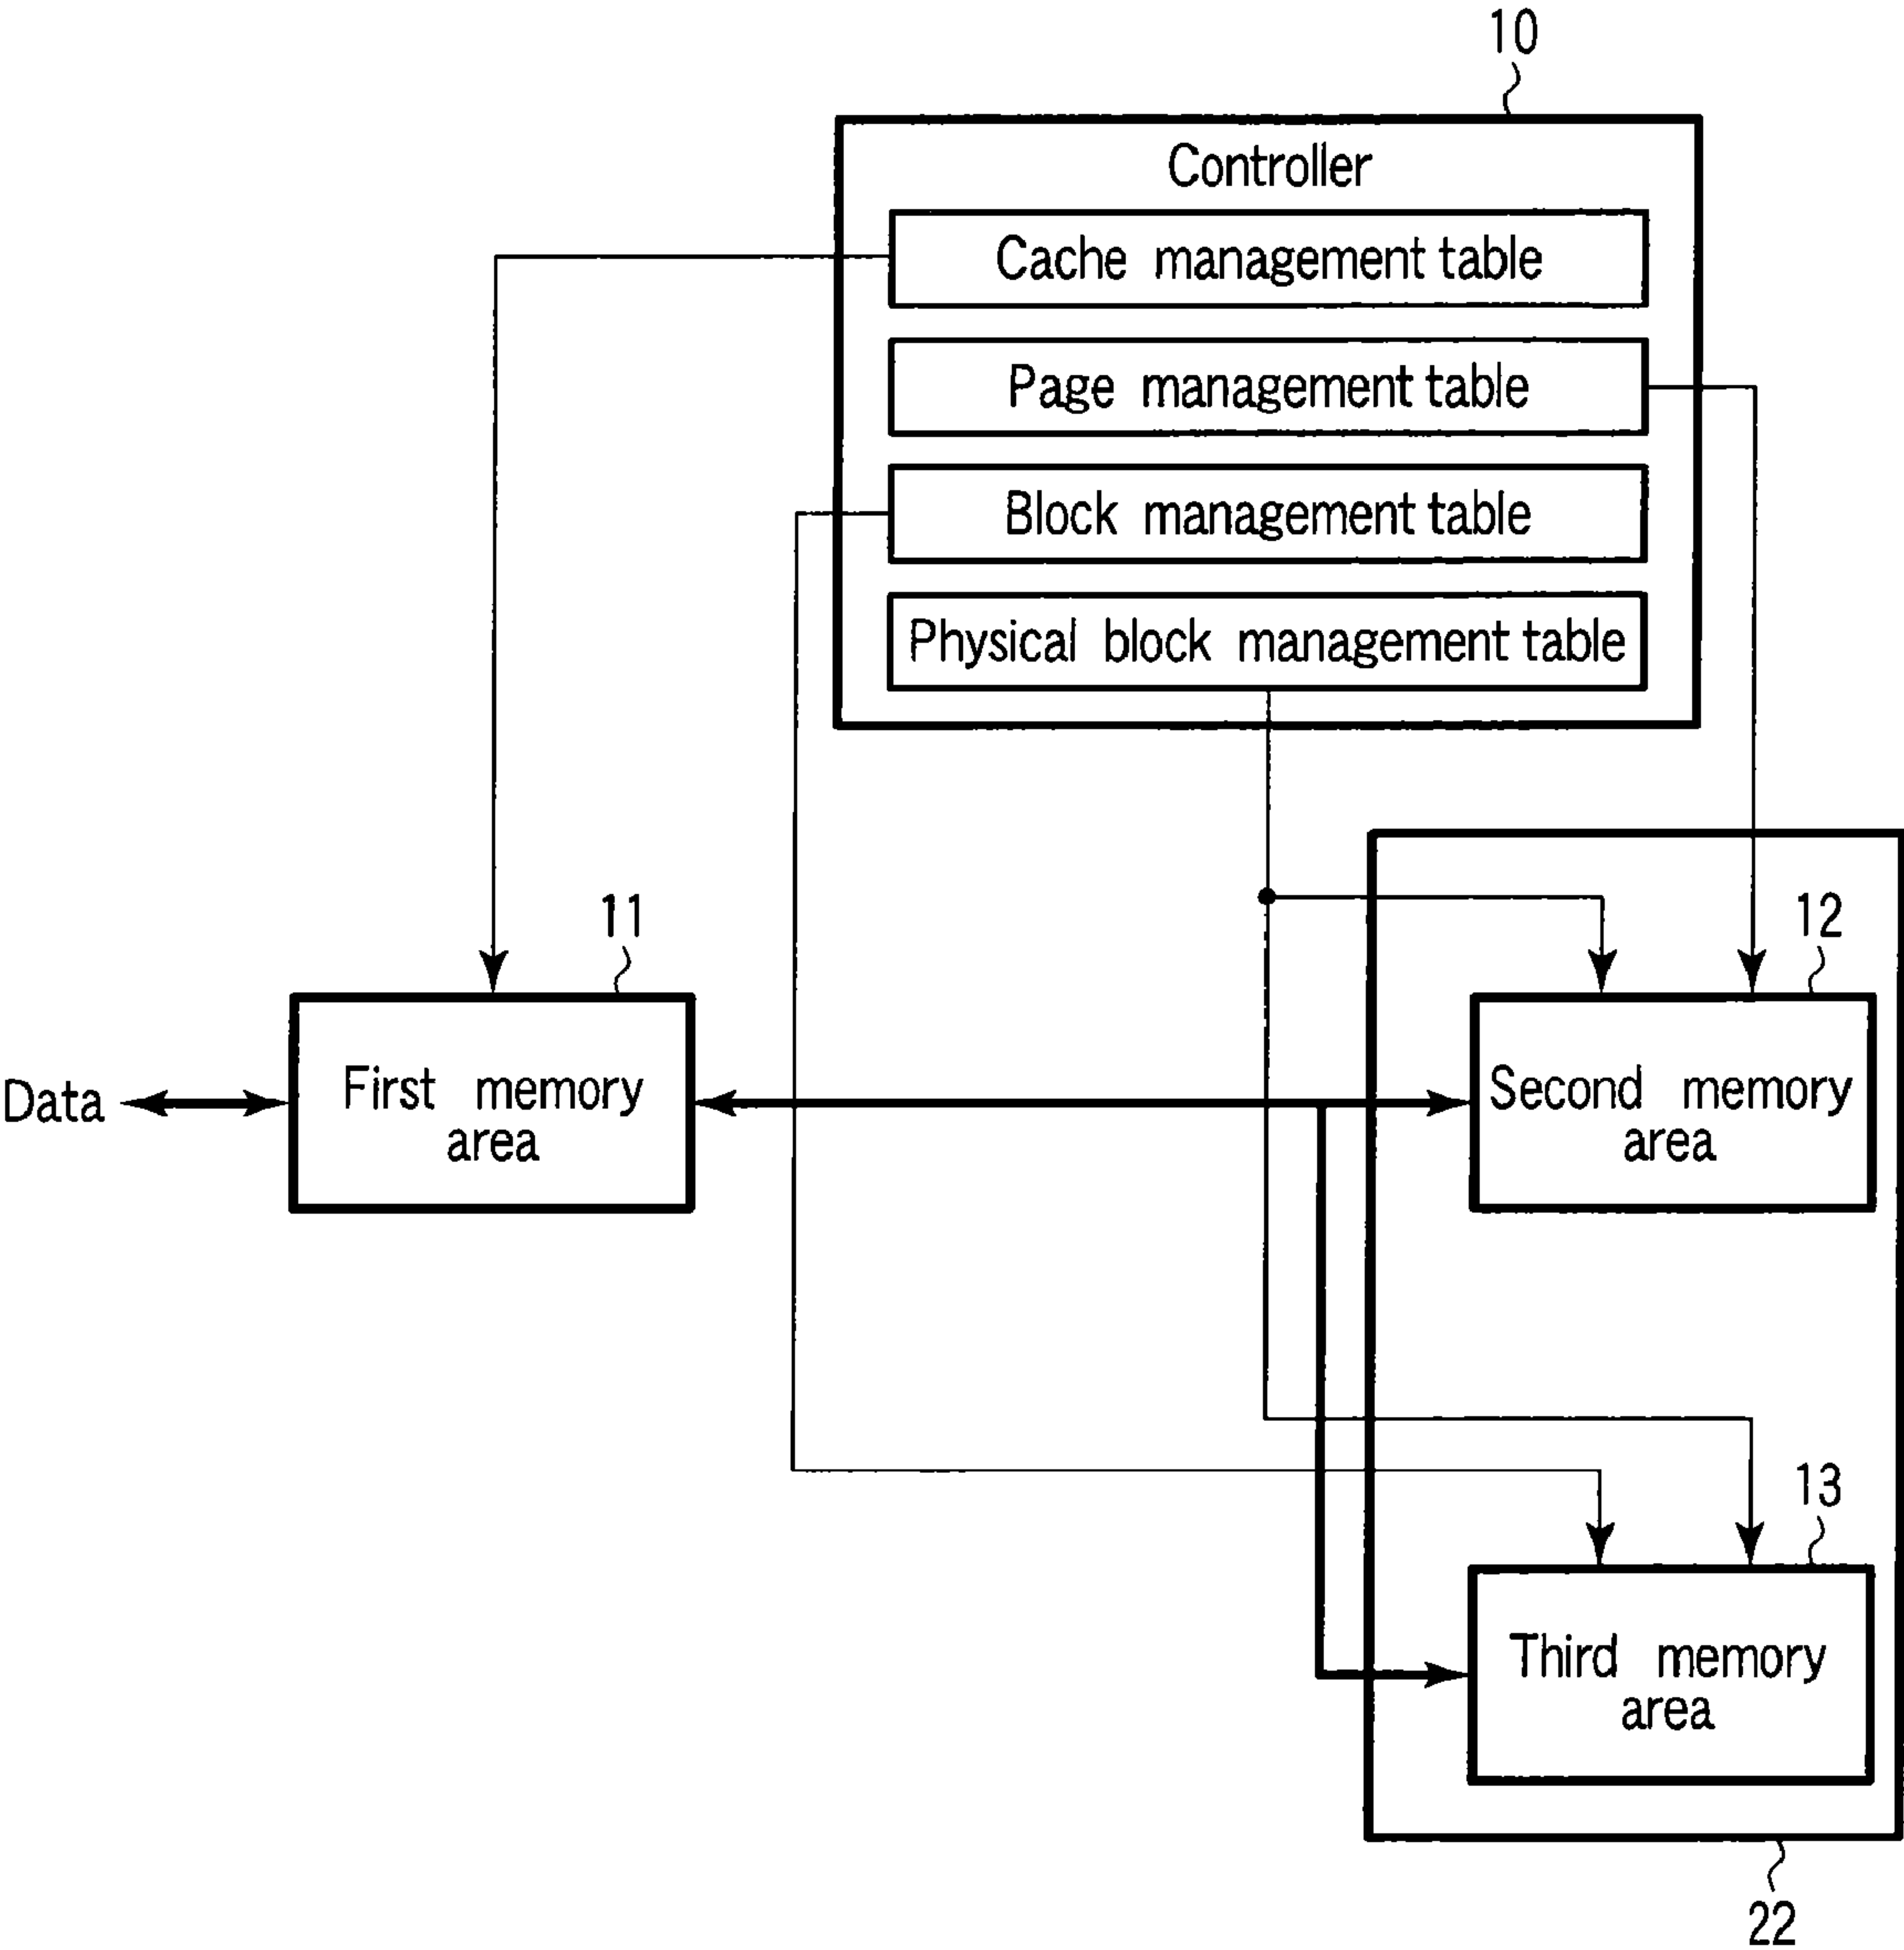 10
Controller
Cache management table
Page management table
Block management table
Physical block management table
11
12
Data
First memory
area
Second memory
area
13
Third memory
area
22